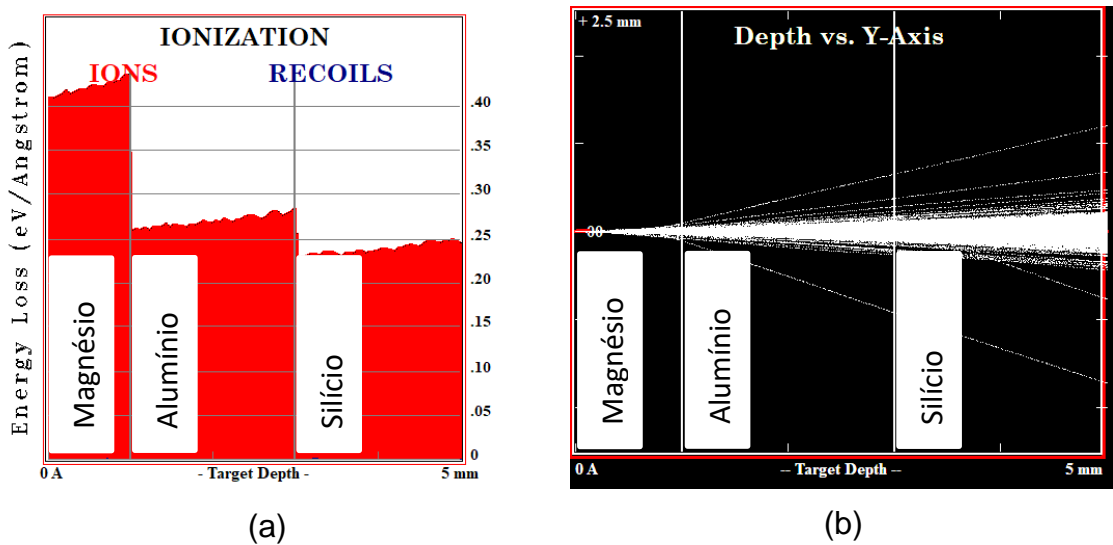 IONIZATION
IONS RECOILS
Energy Loss (eV/Angstrom)
.40
.35
.30
.25
.20
.15
.10
.05
0
Magnésio
Alumínio
Silício
0 A - Target Depth - 5 mm
(a)
+ 2.5 mm
Depth vs. Y-Axis
Magnésio
Alumínio
Silício
0 A -- Target Depth -- 5 mm
(b)